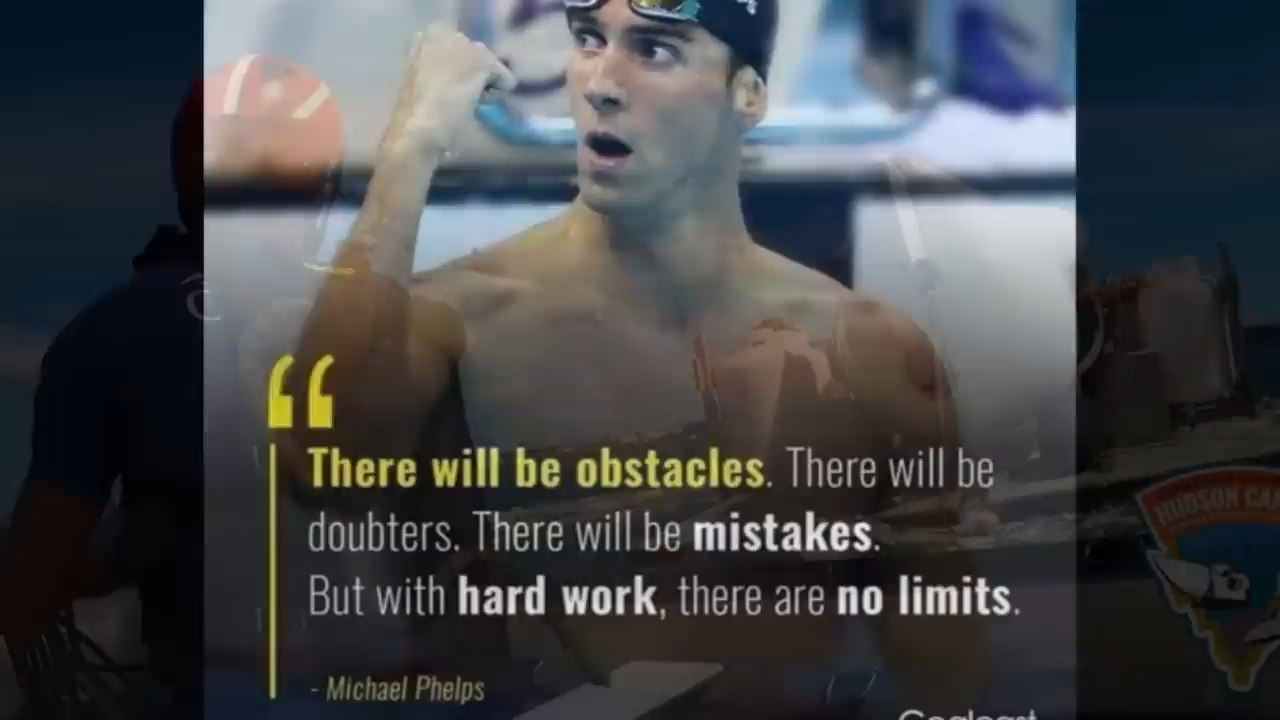 “
There will be obstacles. There will be
doubters. There will be mistakes.
But with hard work, there are no limits.
- Michael Phelps
HUDSON